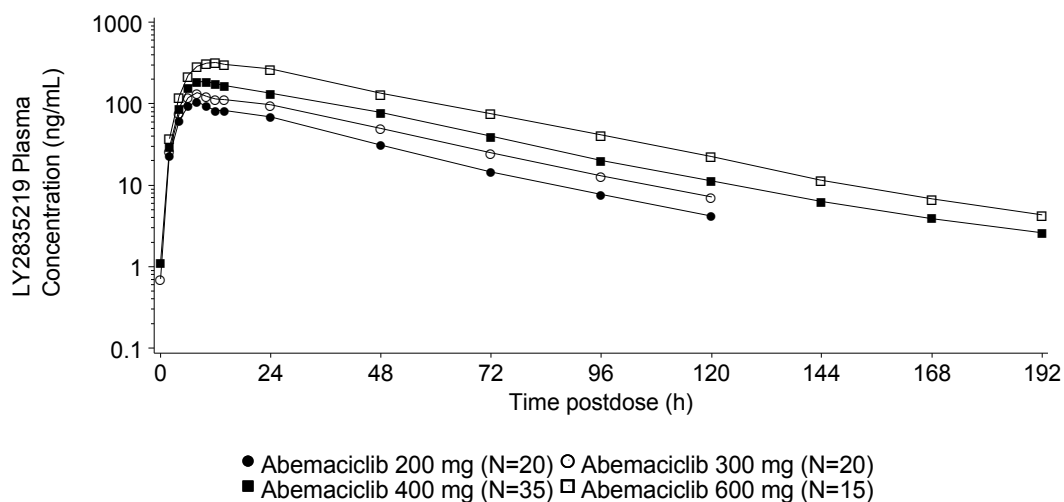 LY2835219 Plasma
Concentration (ng/mL)
1000
100
10
1
0.1
0 24 48 72 96 120 144 168 192
Time postdose (h)
Abemaciclib 200 mg (N=20) Abemaciclib 300 mg (N=20)
Abemaciclib 400 mg (N=35) Abemaciclib 600 mg (N=15)